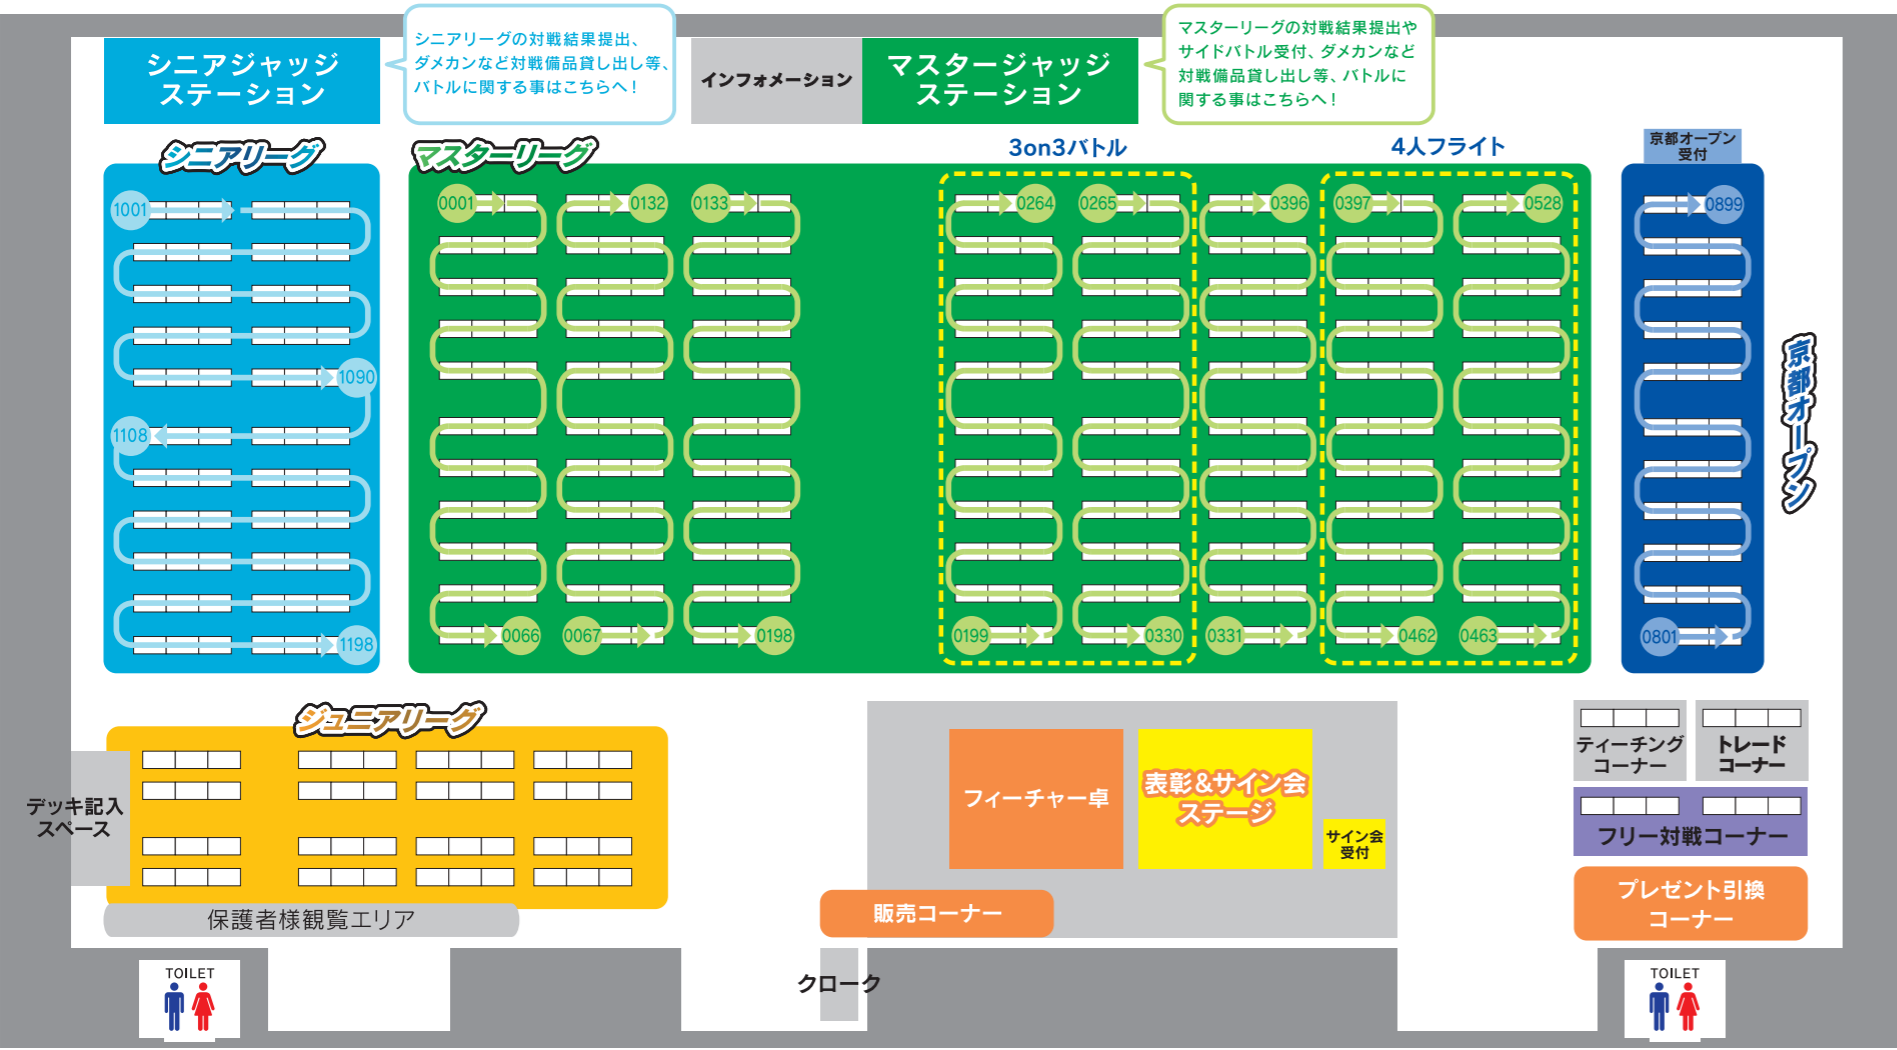 シニアジャッジ
ステーション
シニアリーグの対戦結果提出、
ダメカンなど対戦備品貸し出し等、
バトルに関する事はこちらへ！
インフォメーション
マスタージャッジ
ステーション
マスターリーグの対戦結果提出や
サイドバトル受付、ダメカンなど
対戦備品貸し出し等、バトルに
関する事はこちらへ！
シニアリーグ
マスターリーグ
3on3バトル
4人フライト
京都オープン
受付
1001
0001
0132
0133
0264
0265
0396
0397
0528
0899
1090
1108
1198
0066
0067
0198
0199
0330
0331
0462
0463
0801
京都オープン
ジュニアリーグ
デッキ記入
スペース
保護者様観覧エリア
フィーチャー卓
表彰&サイン会
ステージ
サイン会
受付
販売コーナー
クローク
ティーチング
コーナー
トレード
コーナー
フリー対戦コーナー
プレゼント引換
コーナー
TOILET
TOILET